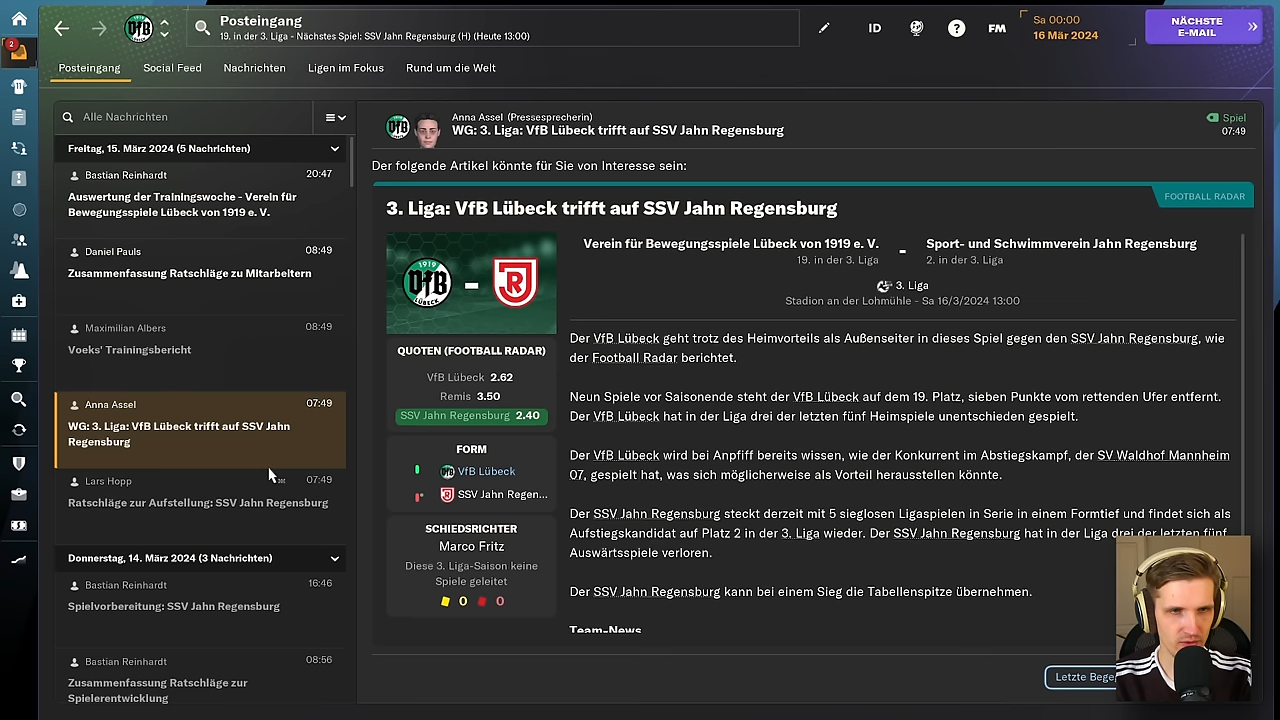 Posteingang
19. in der 3. Liga - Nächstes Spiel: SSV Jahn Regensburg (H) (Heute 13:00)
ID
FM
Sa 00:00
16 Mär 2024
NÄCHSTE
E-MAIL
2
Posteingang
Social Feed
Nachrichten
Ligen im Fokus
Rund um die Welt
Alle Nachrichten
Freitag, 15. März 2024 (5 Nachrichten)
Bastian Reinhardt 20:47
Auswertung der Trainingswoche - Verein für
Bewegungsspiele Lübeck von 1919 e. V.
Daniel Pauls 08:49
Zusammenfassung Ratschläge zu Mitarbeitern
Maximilian Albers 08:49
Voeks' Trainingsbericht
Anna Assel 07:49
WG: 3. Liga: VfB Lübeck trifft auf SSV Jahn
Regensburg
Lars Hopp 07:49
Ratschläge zur Aufstellung: SSV Jahn Regensburg
Donnerstag, 14. März 2024 (3 Nachrichten)
Bastian Reinhardt 16:46
Spielvorbereitung: SSV Jahn Regensburg
Bastian Reinhardt 08:56
Zusammenfassung Ratschläge zur
Spielerentwicklung
Anna Assel (Pressesprecherin)
WG: 3. Liga: VfB Lübeck trifft auf SSV Jahn Regensburg
Spiel
07:49
Der folgende Artikel könnte für Sie von Interesse sein:
FOOTBALL RADAR
3. Liga: VfB Lübeck trifft auf SSV Jahn Regensburg
1919
VfB
LÜBECK
-
R
QUOTEN (FOOTBALL RADAR)
VfB Lübeck 2.62
Remis 3.50
SSV Jahn Regensburg 2.40
FORM
VfB Lübeck
SSV Jahn Regen...
SCHIEDSRICHTER
Marco Fritz
Diese 3. Liga-Saison keine
Spiele geleitet
0 0
Verein für Bewegungsspiele Lübeck von 1919 e. V. - Sport- und Schwimmverein Jahn Regensburg
19. in der 3. Liga 2. in der 3. Liga
3. Liga
Stadion an der Lohmühle - Sa 16/3/2024 13:00
Der VfB Lübeck geht trotz des Heimvorteils als Außenseiter in dieses Spiel gegen den SSV Jahn Regensburg, wie
der Football Radar berichtet.
Neun Spiele vor Saisonende steht der VfB Lübeck auf dem 19. Platz, sieben Punkte vom rettenden Ufer entfernt.
Der VfB Lübeck hat in der Liga drei der letzten fünf Heimspiele unentschieden gespielt.
Der VfB Lübeck wird bei Anpfiff bereits wissen, wie der Konkurrent im Abstiegskampf, der SV Waldhof Mannheim
07, gespielt hat, was sich möglicherweise als Vorteil herausstellen könnte.
Der SSV Jahn Regensburg steckt derzeit mit 5 sieglosen Ligaspielen in Serie in einem Formtief und findet sich als
Aufstiegskandidat auf Platz 2 in der 3. Liga wieder. Der SSV Jahn Regensburg hat in der Liga drei der letzten fünf
Auswärtsspiele verloren.
Der SSV Jahn Regensburg kann bei einem Sieg die Tabellenspitze übernehmen.
Team-News
Letzte Bege